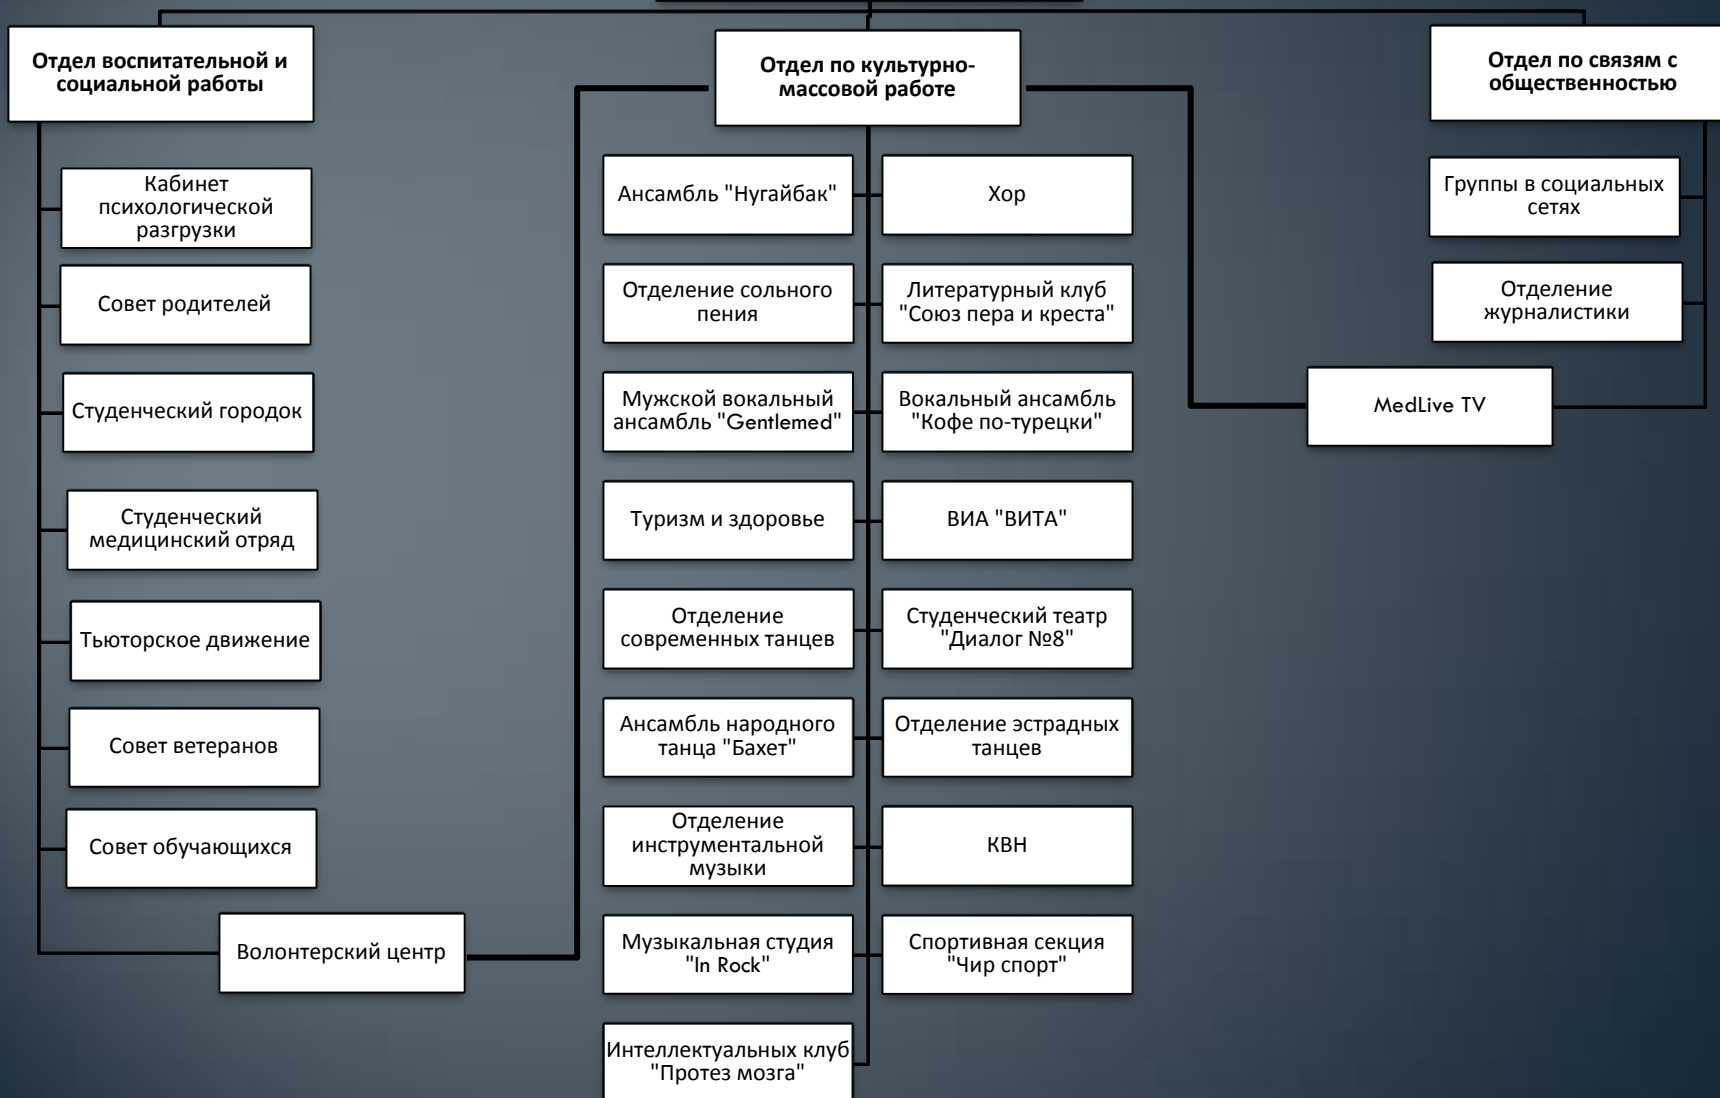 Отдел воспитательной и
социальной работы
Кабинет
психологической
разгрузки
Совет родителей
Студенческий городок
Студенческий
медицинский отряд
Тьюторское движение
Совет ветеранов
Совет обучающихся
Волонтерский центр
Отдел по культурно-
массовой работе
Ансамбль "Нугайбак"
Хор
Отделение сольного
пения
Литературный клуб
"Союз пера и креста"
Мужской вокальный
ансамбль "Gentlemed"
Вокальный ансамбль
"Кофе по-турецки"
Туризм и здоровье
ВИА "ВИТА"
Отделение
современных танцев
Студенческий театр
"Диалог №8"
Ансамбль народного
танца "Бахет"
Отделение эстрадных
танцев
Отделение
инструментальной
музыки
КВН
Музыкальная студия
"In Rock"
Спортивная секция
"Чир спорт"
Интеллектуальных клуб
"Протез мозга"
Отдел по связям с
общественностью
Группы в социальных
сетях
Отделение
журналистики
MedLive TV